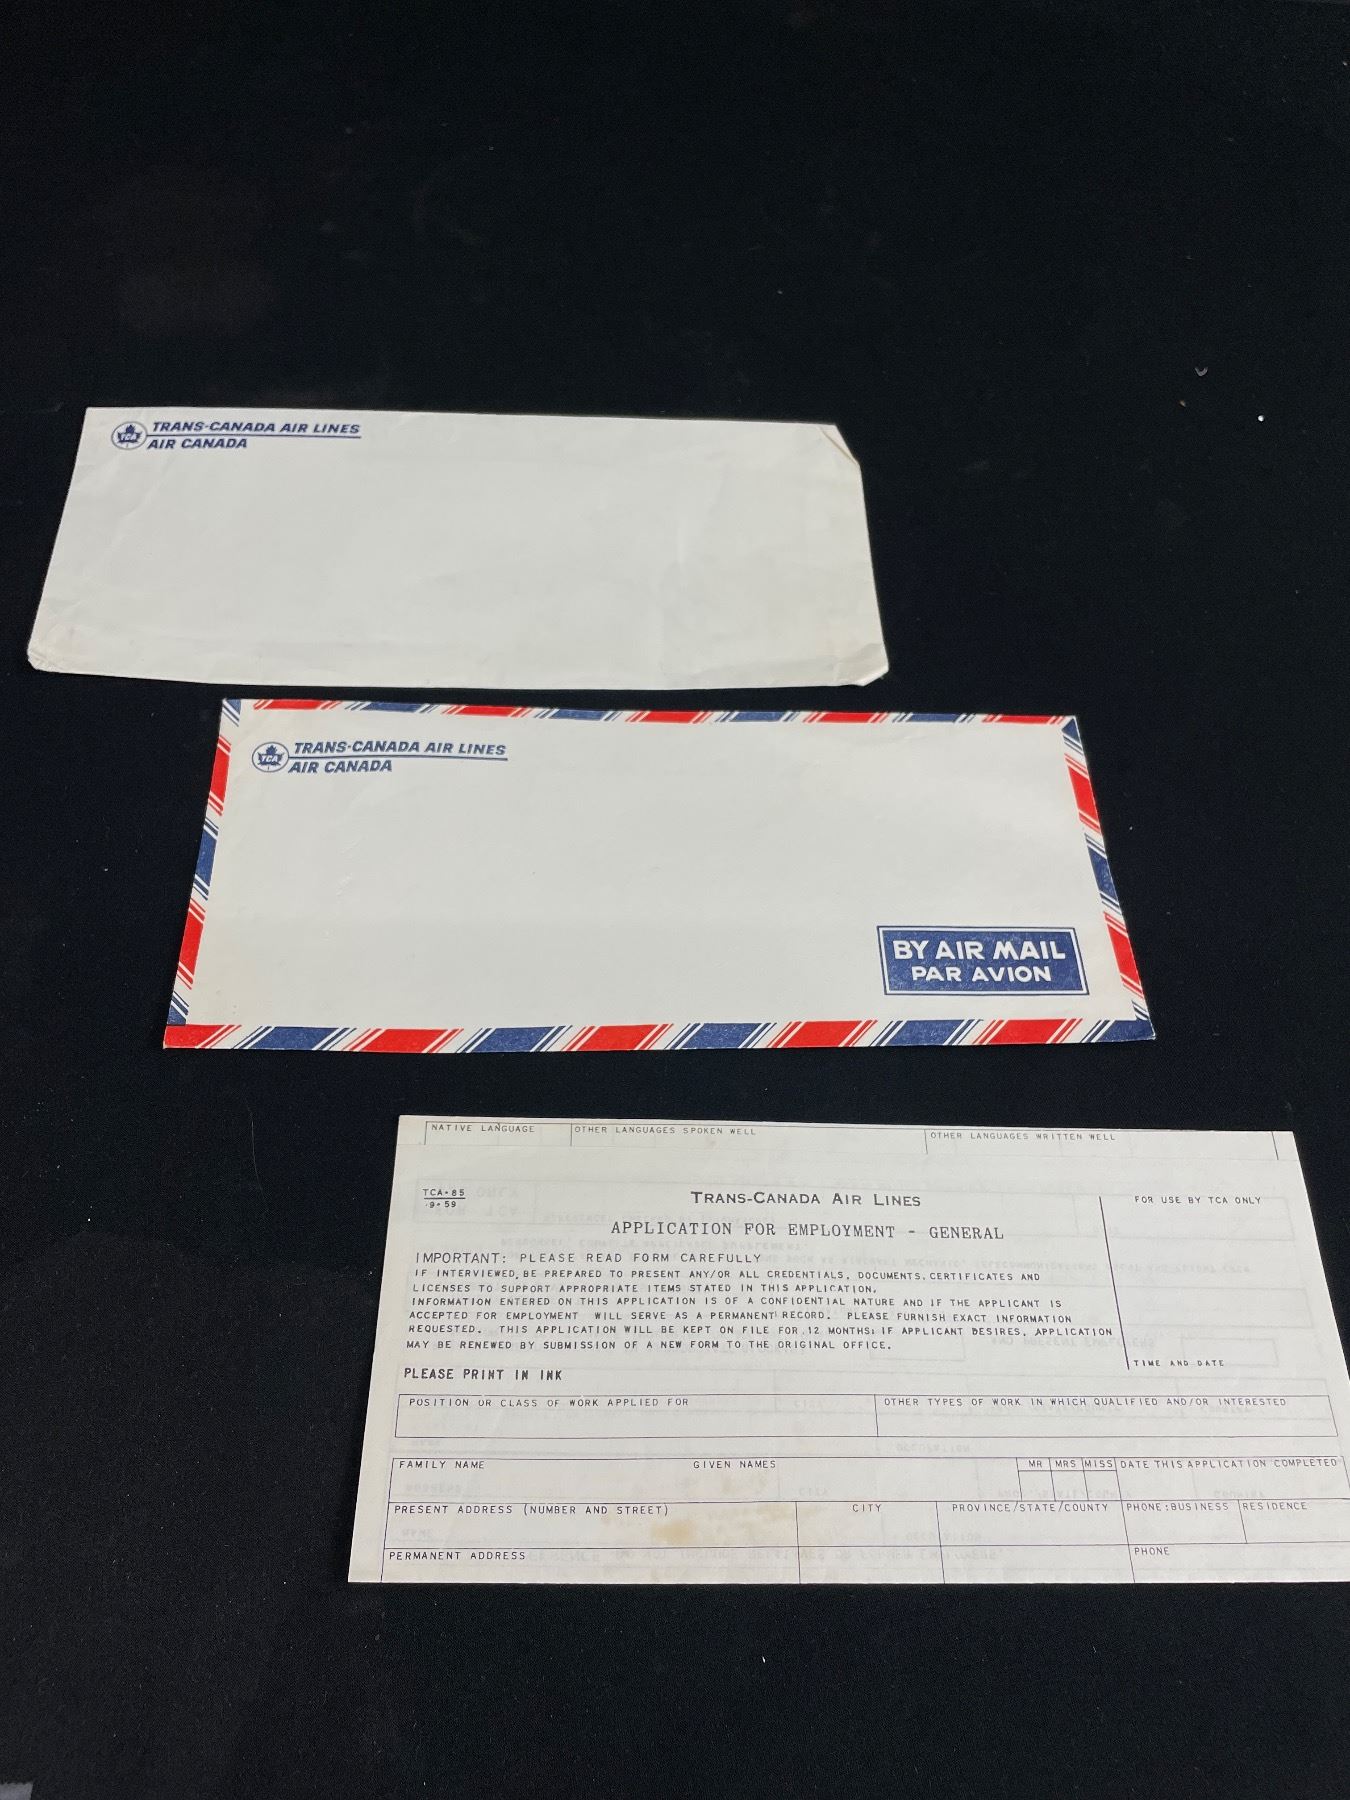 TCA TRANS-CANADA AIR LINES
AIR CANADA
TCA TRANS-CANADA AIR LINES
AIR CANADA
BY AIR MAIL
PAR AVION
NATIVE LANGUAGE OTHER LANGUAGES SPOKEN WELL OTHER LANGUAGES WRITTEN WELL
TCA-85
9-59
TRANS-CANADA AIR LINES
FOR USE BY TCA ONLY
APPLICATION FOR EMPLOYMENT - GENERAL
IMPORTANT: PLEASE READ FORM CAREFULLY
IF INTERVIEWED, BE PREPARED TO PRESENT ANY/OR ALL CREDENTIALS, DOCUMENTS, CERTIFICATES AND
LICENSES TO SUPPORT APPROPRIATE ITEMS STATED IN THIS APPLICATION.
INFORMATION ENTERED ON THIS APPLICATION IS OF A CONFIDENTIAL NATURE AND IF THE APPLICANT IS
ACCEPTED FOR EMPLOYMENT WILL SERVE AS A PERMANENT RECORD. PLEASE FURNISH EXACT INFORMATION
REQUESTED. THIS APPLICATION WILL BE KEPT ON FILE FOR 12 MONTHS; IF APPLICANT DESIRES, APPLICATION
MAY BE RENEWED BY SUBMISSION OF A NEW FORM TO THE ORIGINAL OFFICE.
TIME AND DATE
PLEASE PRINT IN INK
POSITION OR CLASS OF WORK APPLIED FOR OTHER TYPES OF WORK IN WHICH QUALIFIED AND/OR INTERESTED
FAMILY NAME GIVEN NAMES MR MRS MISS DATE THIS APPLICATION COMPLETED
PRESENT ADDRESS (NUMBER AND STREET) CITY PROVINCE/STATE/COUNTY PHONE:BUSINESS RESIDENCE
PERMANENT ADDRESS PHONE